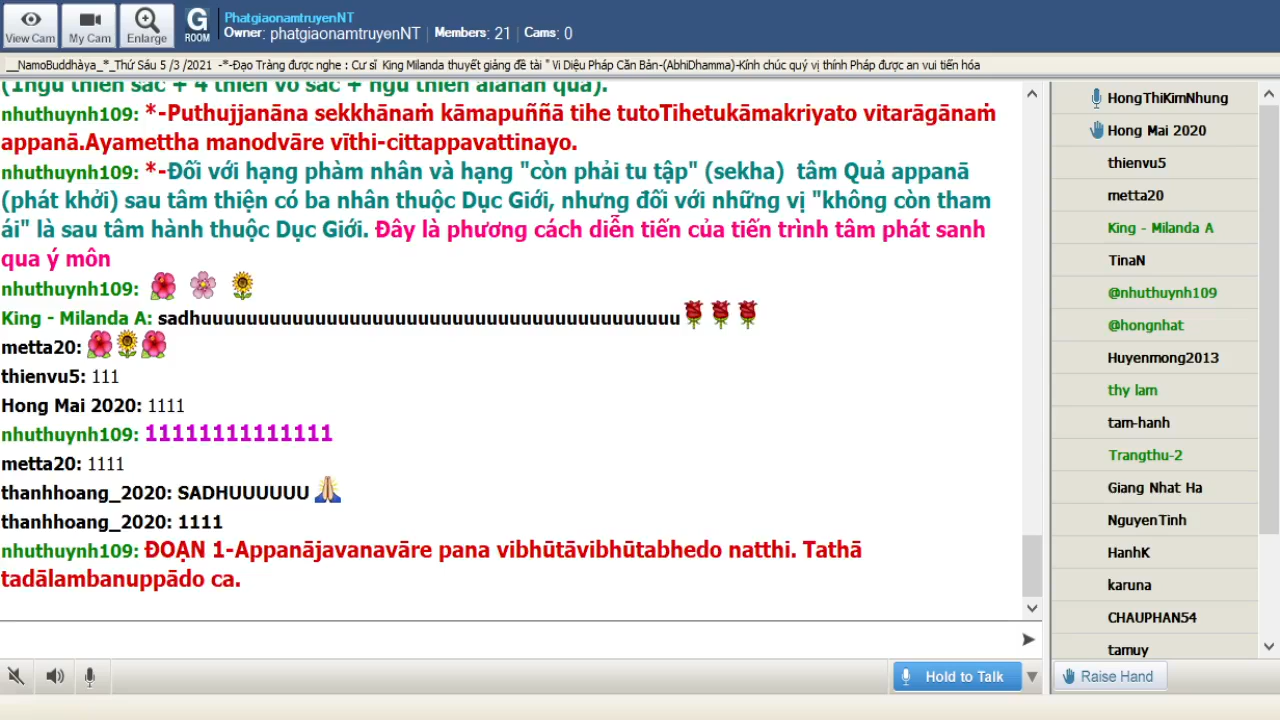 View Cam
My Cam
Enlarge
G
ROOM
PhatgiaonamtruyenNT
Owner: phatgiaonamtruyenNT | Members: 21 | Cams: 0
__NamoBuddhàya_*_Thứ Sáu 5 /3 /2021 -*-Đạo Tràng được nghe : Cư sĩ King Milanda thuyết giảng đề tài " Vi Diệu Pháp Căn Bản-(AbhiDhamma)-Kính chúc quý vị thính Pháp được an vui tiến hóa
nhuthuynh109: *-Puthujjanāna sekkhānaṁ kāmapuññā tihe tutoTihetukāmakriyato vitarāgānaṁ
appanā.Ayamettha manodvāre vīthi-cittappavattinayo.
nhuthuynh109: *-Đối với hạng phàm nhân và hạng "còn phải tu tập" (sekha) tâm Quả appanā
(phát khởi) sau tâm thiện có ba nhân thuộc Dục Giới, nhưng đối với những vị "không còn tham
ái" là sau tâm hành thuộc Dục Giới. Đây là phương cách diễn tiến của tiến trình tâm phát sanh
qua ý môn
nhuthuynh109:
King - Milanda A: sadhuuuuuuuuuuuuuuuuuuuuuuuuuuuuuuuuuuuuuuuuuu
metta20:
thienvu5: 111
Hong Mai 2020: 1111
nhuthuynh109: 11111111111111
metta20: 1111
thanhhoang_2020: SADHUUUUUU
thanhhoang_2020: 1111
nhuthuynh109: ĐOẠN 1-Appanājavanavāre pana vibhūtāvibhūtabhedo natthi. Tathā
tadālambanuppādo ca.
HongThiKimNhung
Hong Mai 2020
thienvu5
metta20
King - Milanda A
TinaN
@nhuthuynh109
@hongnhat
Huyenmong2013
thy lam
tam-hanh
Trangthu-2
Giang Nhat Ha
NguyenTinh
HanhK
karuna
CHAUPHAN54
tamuy
Hold to Talk
Raise Hand